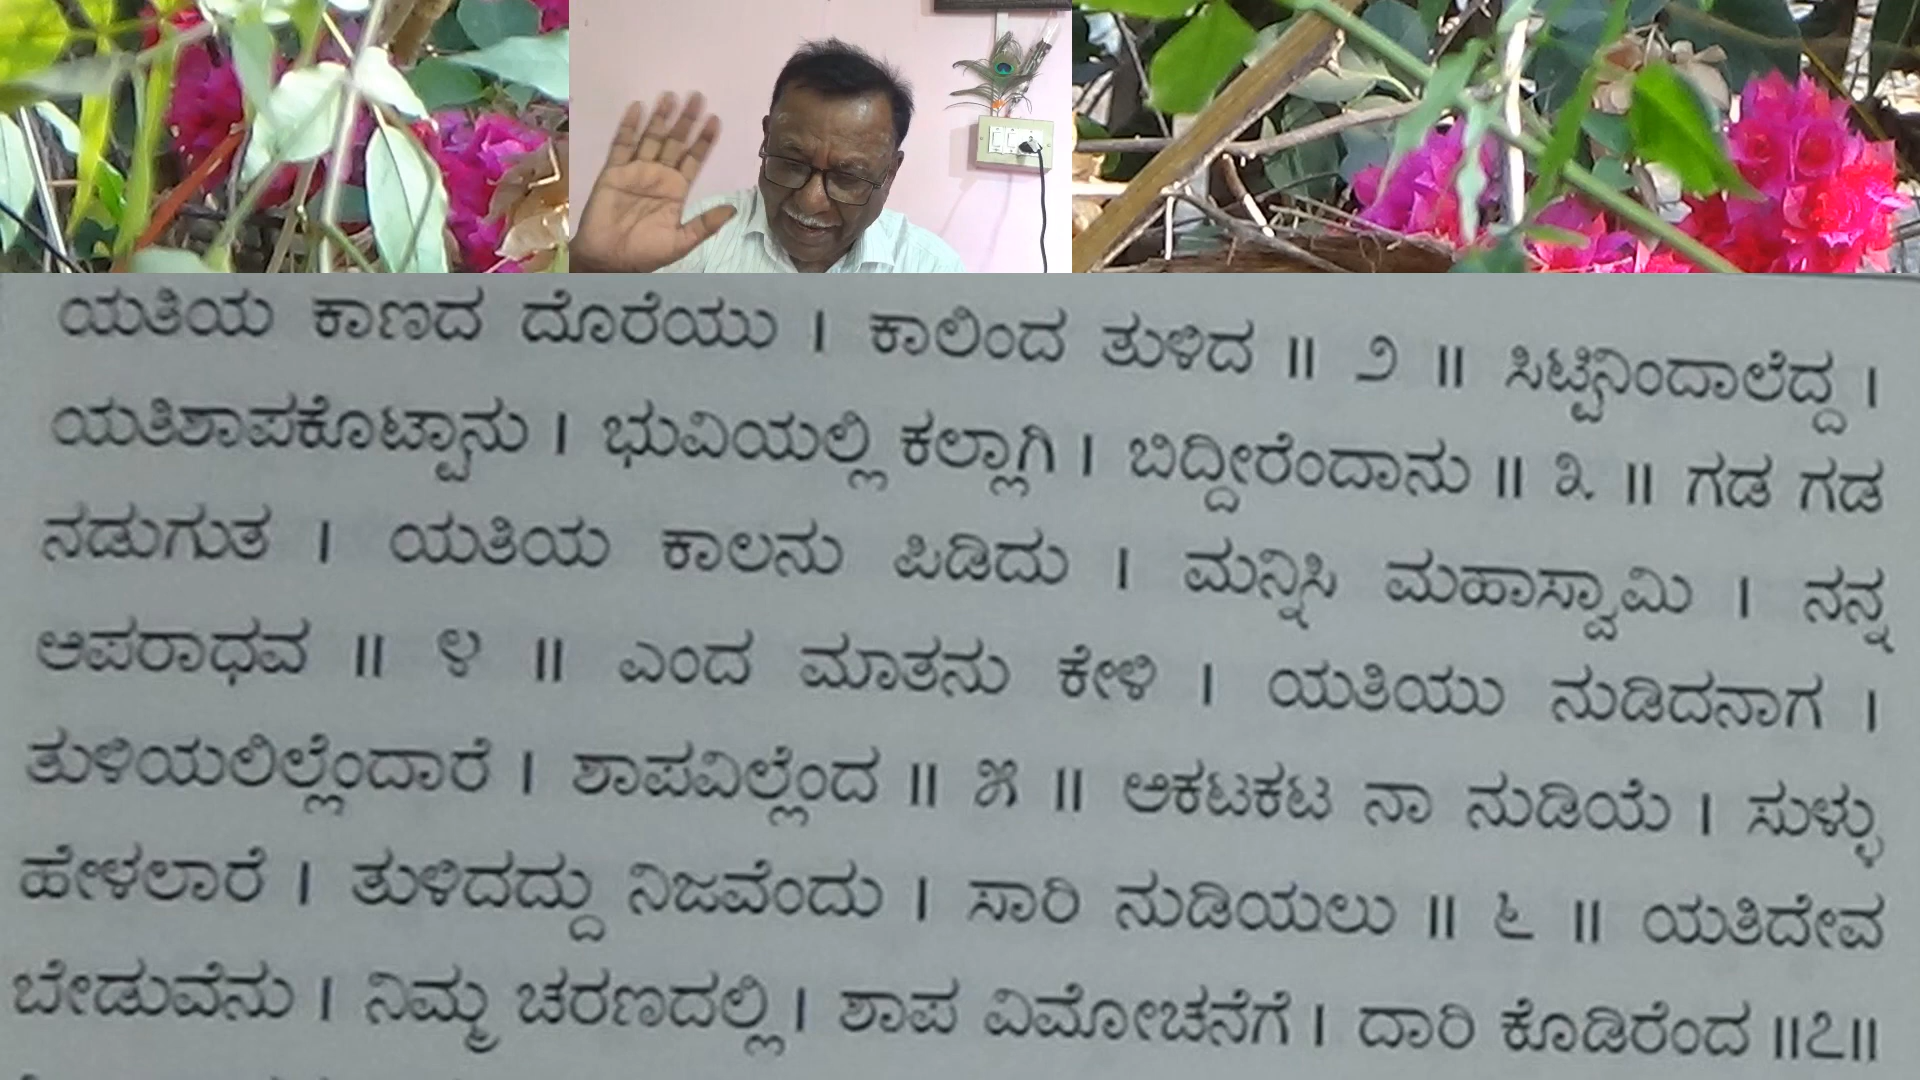 ಯತಿಯ ಕಾಣದ ದೊರೆಯು । ಕಾಲಿಂದ ತುಳಿದ ॥ ೨ ॥ ಸಿಟ್ಟಿನಿಂದಾಲೆದ್ದ ।
ಯತಿಶಾಪಕೊಟ್ಟಾನು । ಭುವಿಯಲ್ಲಿ ಕಲ್ಲಾಗಿ । ಬಿದ್ದೀರೆಂದಾನು ॥ ೩ ॥ ಗಡ ಗಡ
ನಡುಗುತ । ಯತಿಯ ಕಾಲನು ಪಿಡಿದು । ಮನ್ನಿಸಿ ಮಹಾಸ್ವಾಮಿ । ನನ್ನ
ಅಪರಾಧವ ॥ ೪ ॥ ಎಂದ ಮಾತನು ಕೇಳಿ । ಯತಿಯು ನುಡಿದನಾಗ ।
ತುಳಿಯಲಿಲ್ಲೆಂದಾರೆ । ಶಾಪವಿಲ್ಲೆಂದ ॥ ೫ ॥ ಅಕಟಕಟ ನಾ ನುಡಿಯೆ । ಸುಳ್ಳು
ಹೇಳಲಾರೆ । ತುಳಿದದ್ದು ನಿಜವೆಂದು । ಸಾರಿ ನುಡಿಯಲು ॥ ೬ ॥ ಯತಿದೇವ
ಬೇಡುವೆನು । ನಿಮ್ಮ ಚರಣದಲ್ಲಿ । ಶಾಪ ವಿಮೋಚನೆಗೆ । ದಾರಿ ಕೊಡಿರೆಂದ ॥೭॥